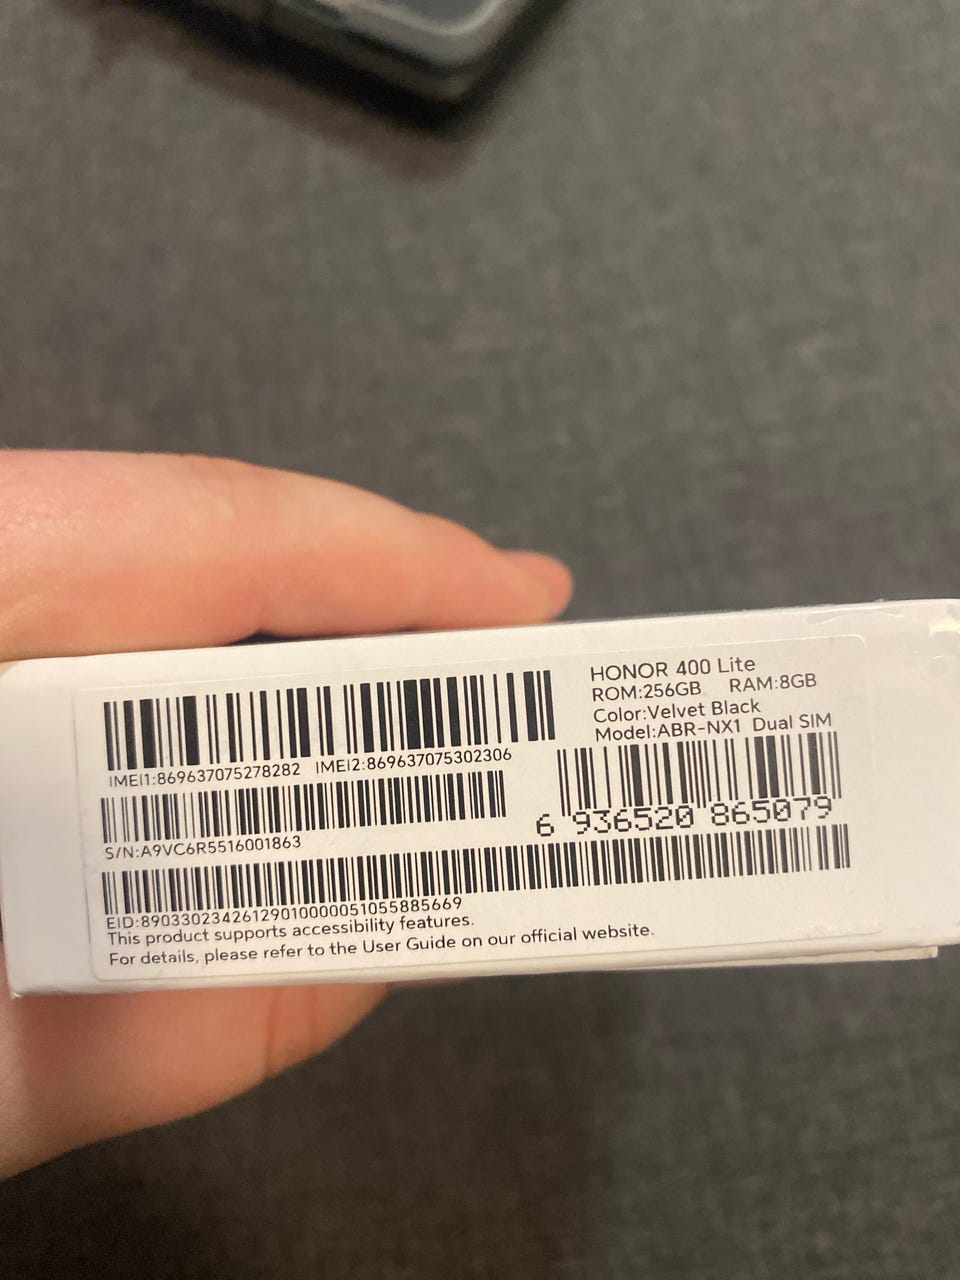 HONOR 400 Lite
ROM:256GB RAM:8GB
Color:Velvet Black
Model:ABR-NX1 Dual SIM
IMEI1:869637075278282 IMEI2:869637075302306
6 936520 865079
S/N:A9VC6R5516001863
EID:89033023426129010000051055885669
This product supports accessibility features.
For details, please refer to the User Guide on our official website.